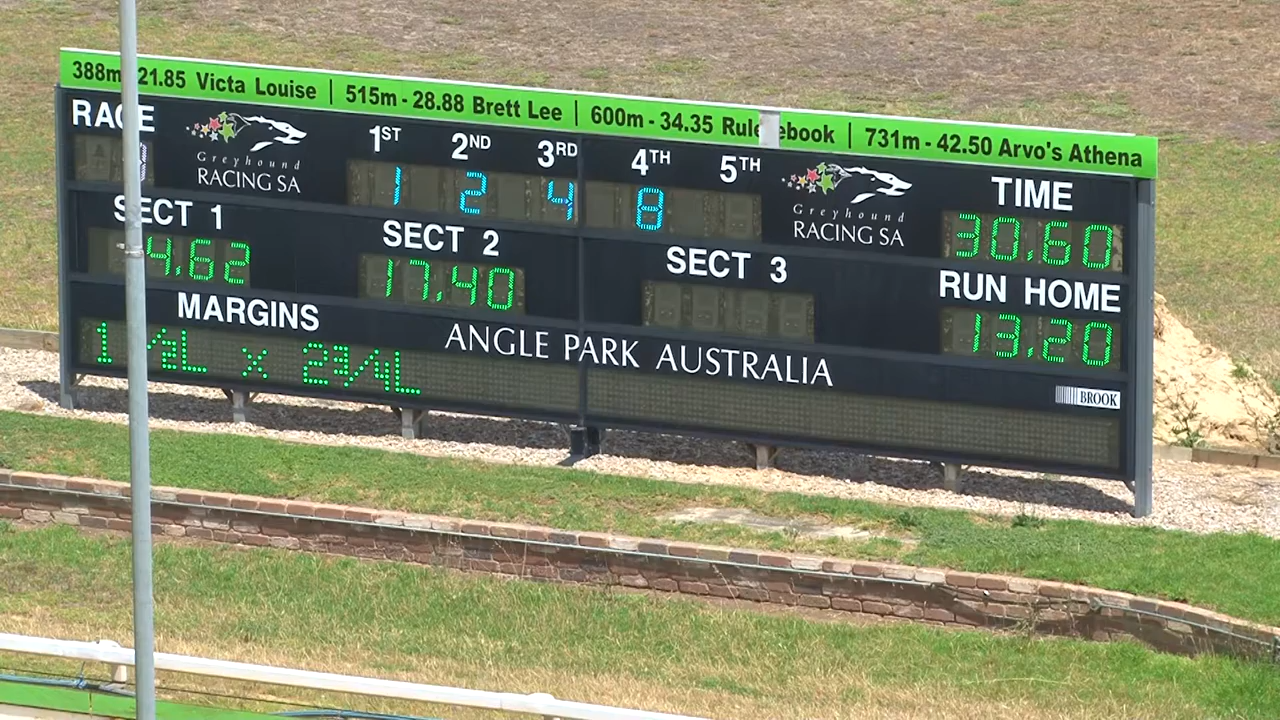 388m 21.85 Victa Louise | 515m - 28.88 Brett Lee | 600m - 34.35 Rule ebook | 731m - 42.50 Arvo's Athena
RACE
Greyhound
RACING SA
1ST 2ND 3RD 4TH 5TH
1 2 4 8
Greyhound
RACING SA
TIME
30.60
SECT 1
4.62
SECT 2
17.40
SECT 3
RUN HOME
13.20
MARGINS
1 ½L x 2¾L
ANGLE PARK AUSTRALIA
BROOK